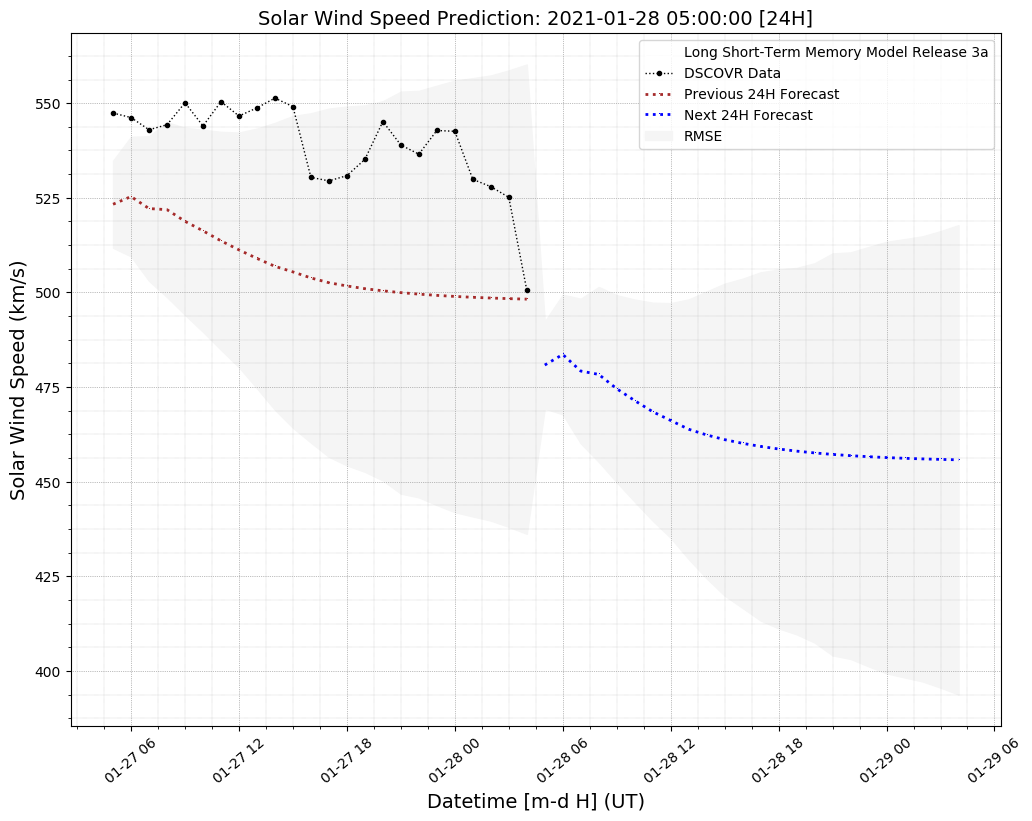 Solar Wind Speed Prediction: 2021-01-28 05:00:00 [24H]
Long Short-Term Memory Model Release 3a
DSCOVR Data
Previous 24H Forecast
Next 24H Forecast
RMSE
Solar Wind Speed (km/s)
550
525
500
475
450
425
400
01-27 06
01-27 12
01-27 18
01-28 00
01-28 06
01-28 12
01-28 18
01-29 00
01-29 06
Datetime [m-d H] (UT)